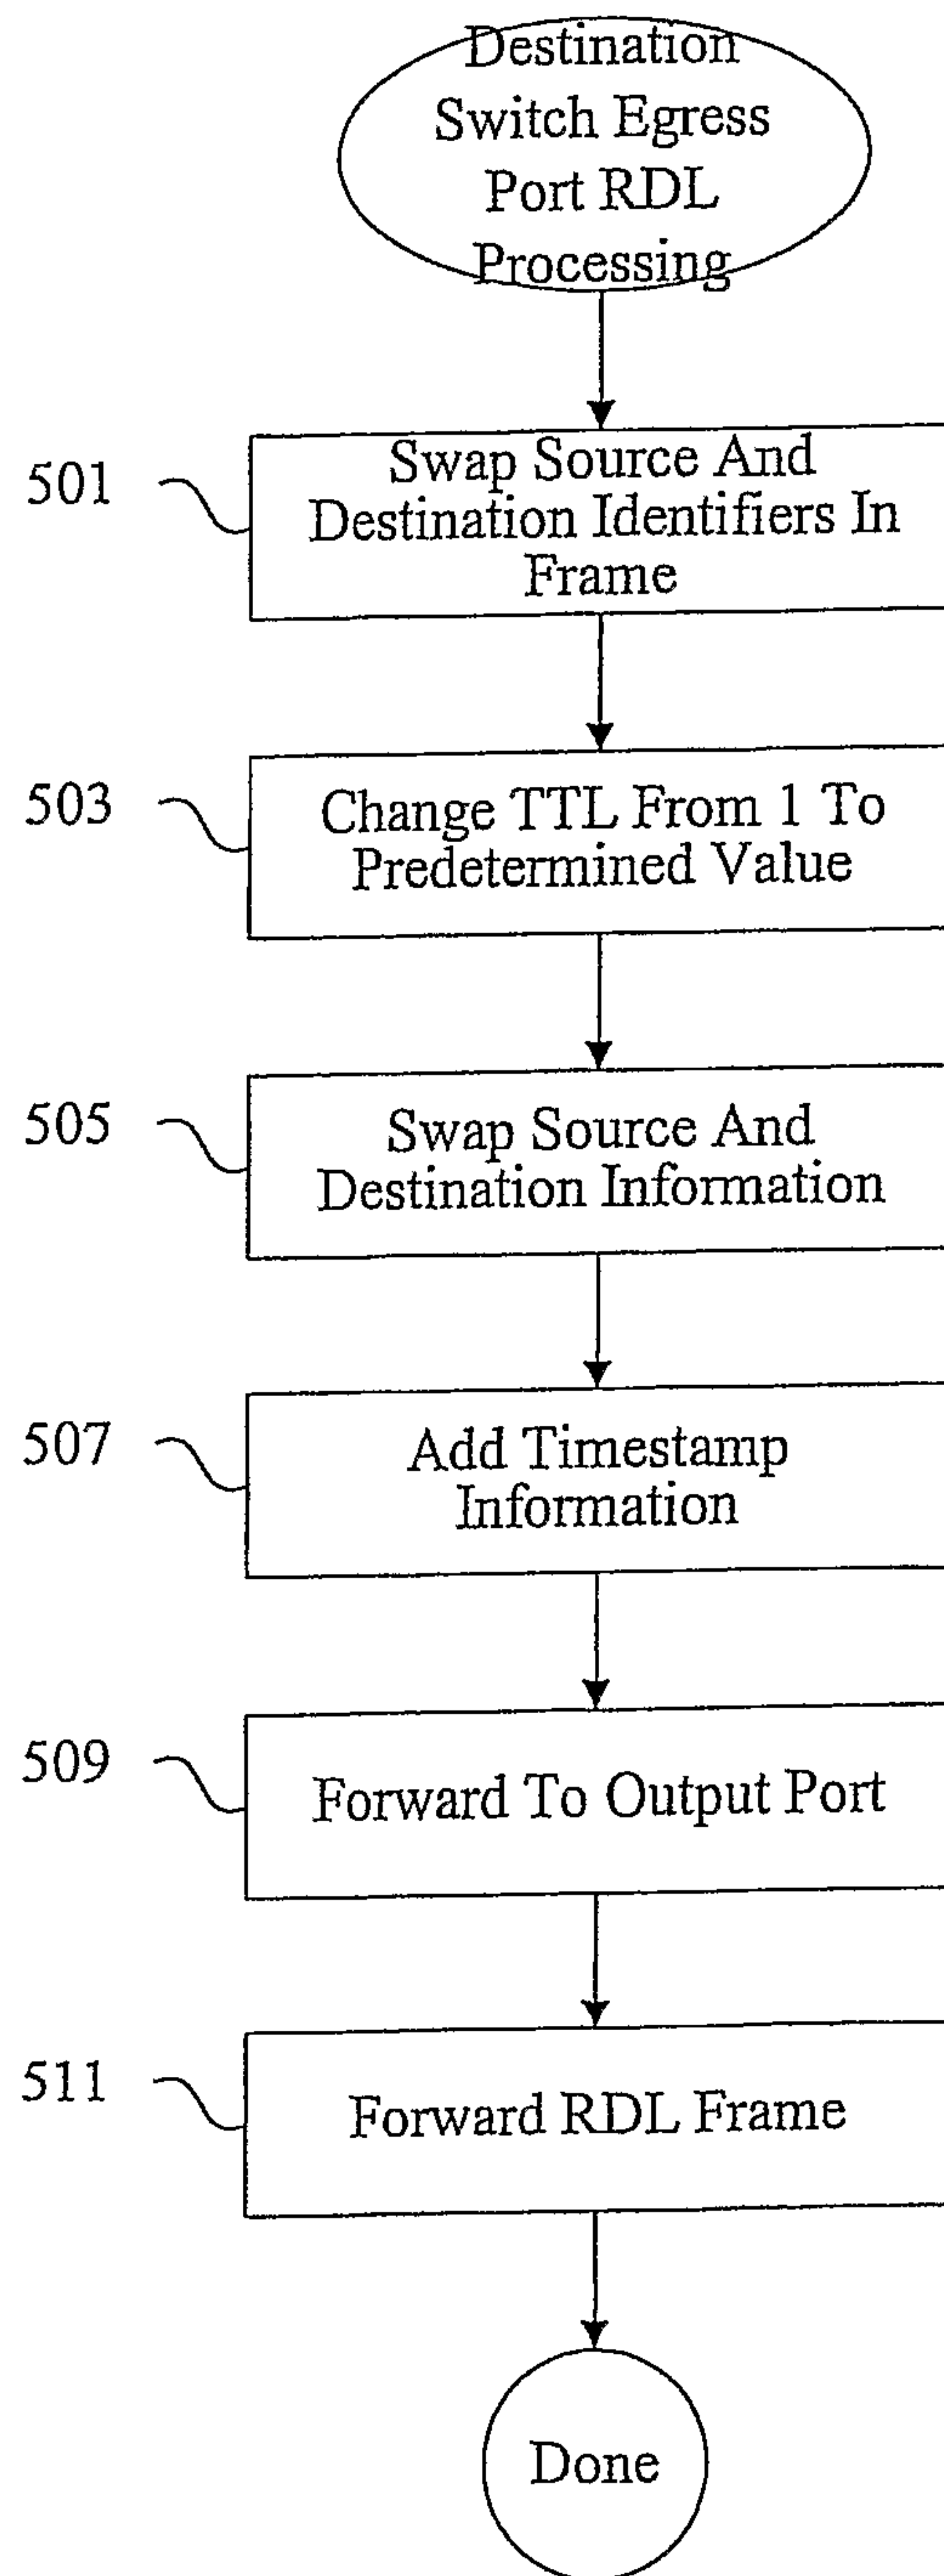 Destination
Switch Egress
Port RDL
Processing
501
Swap Source And
Destination Identifiers In
Frame
503
Change TTL From 1 To
Predetermined Value
505
Swap Source And
Destination Information
507
Add Timestamp
Information
509
Forward To Output Port
511
Forward RDL Frame
Done